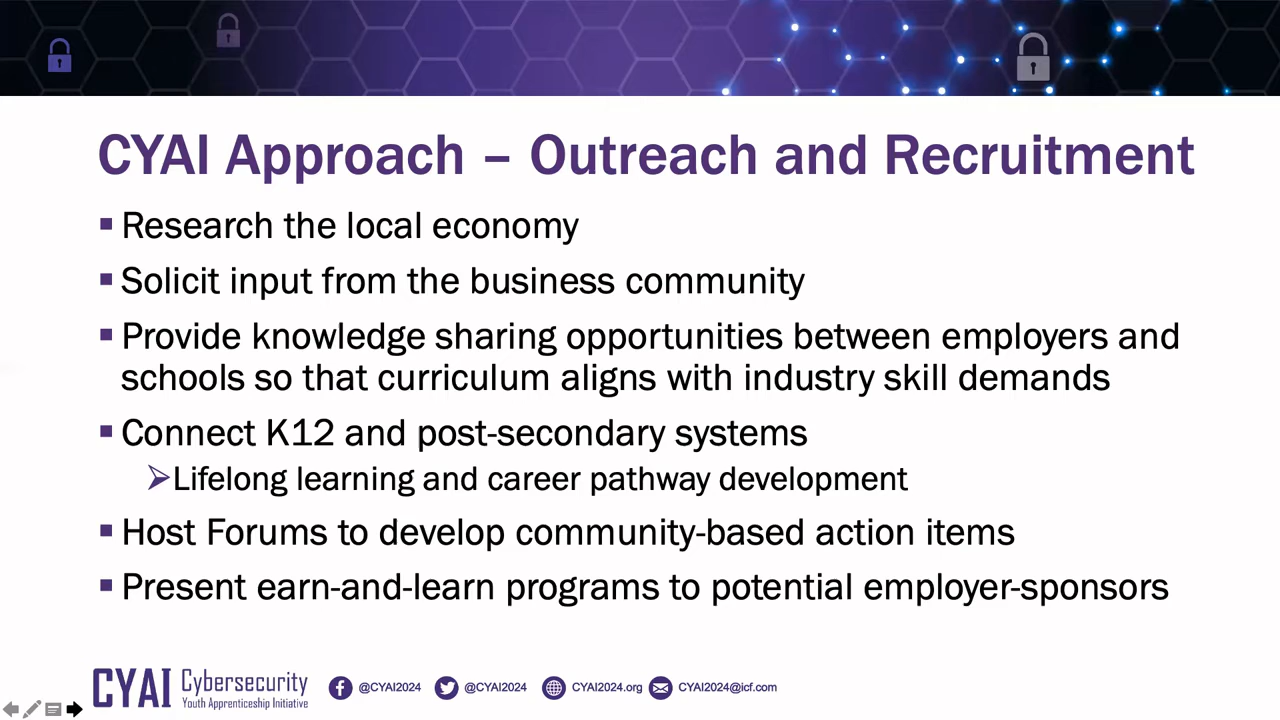 CYAI Approach – Outreach and Recruitment
Research the local economy
Solicit input from the business community
Provide knowledge sharing opportunities between employers and
schools so that curriculum aligns with industry skill demands
Connect K12 and post-secondary systems
Lifelong learning and career pathway development
Host Forums to develop community-based action items
Present earn-and-learn programs to potential employer-sponsors
CYAI Cybersecurity
Youth Apprenticeship Initiative
@CYAI2024 @CYAI2024 CYAI2024.org CYAI2024@icf.com